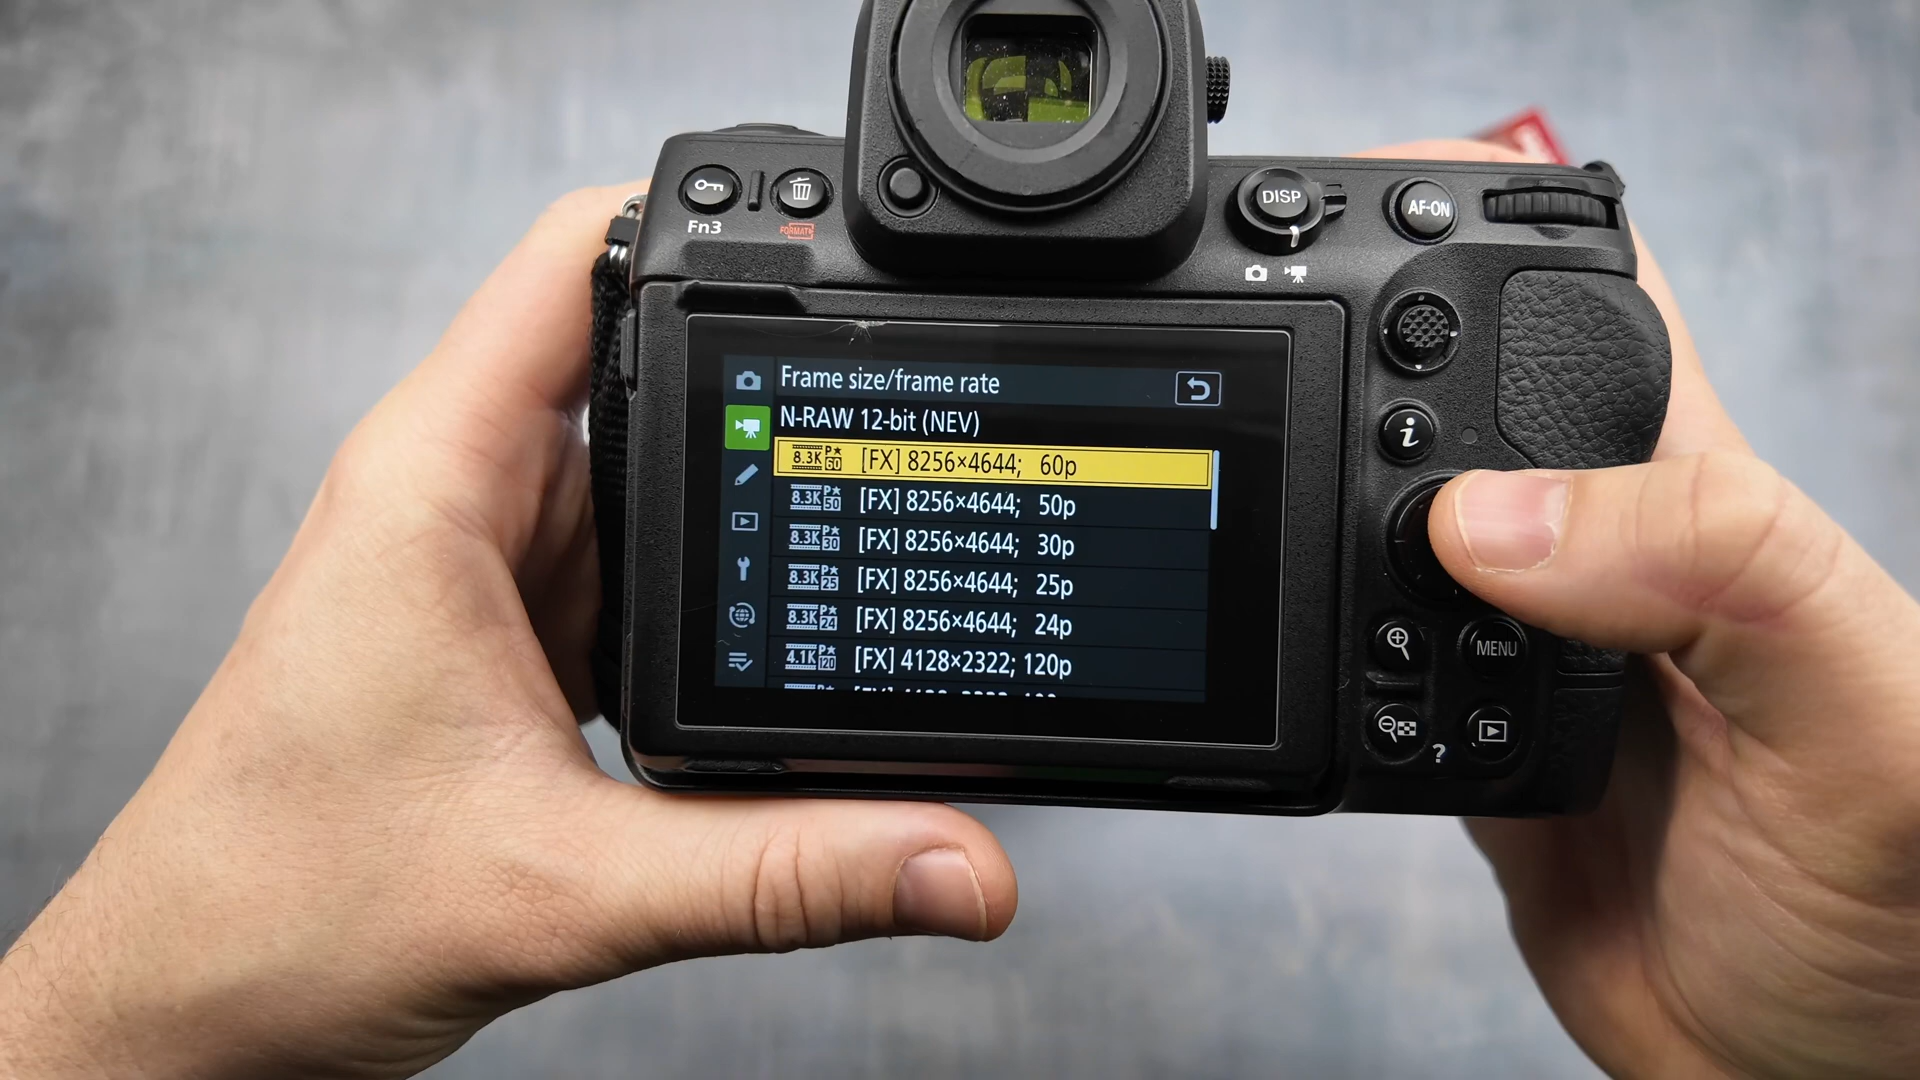 DISP
AF-ON
Fn3
FORMAT
Frame size/frame rate
N-RAW 12-bit (NEV)
8.3K P★ 60 [FX] 8256×4644; 60p
8.3K P★ 50 [FX] 8256×4644; 50p
8.3K P★ 30 [FX] 8256×4644; 30p
8.3K P★ 25 [FX] 8256×4644; 25p
8.3K P★ 24 [FX] 8256×4644; 24p
4.1K P★ 120 [FX] 4128×2322; 120p
i
MENU
?